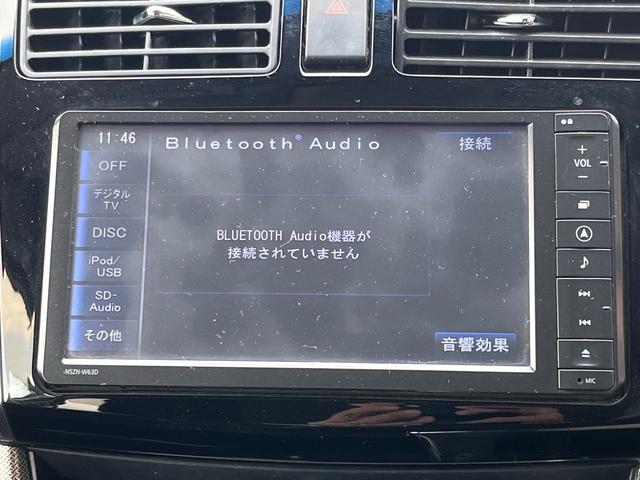 11:46
Bluetooth® Audio
接続
OFF
デジタル
TV
DISC
iPod/
USB
SD-
Audio
その他
BLUETOOTH Audio機器が
接続されていません
音響効果
NSZN-W63D
+
VOL
−
MIC